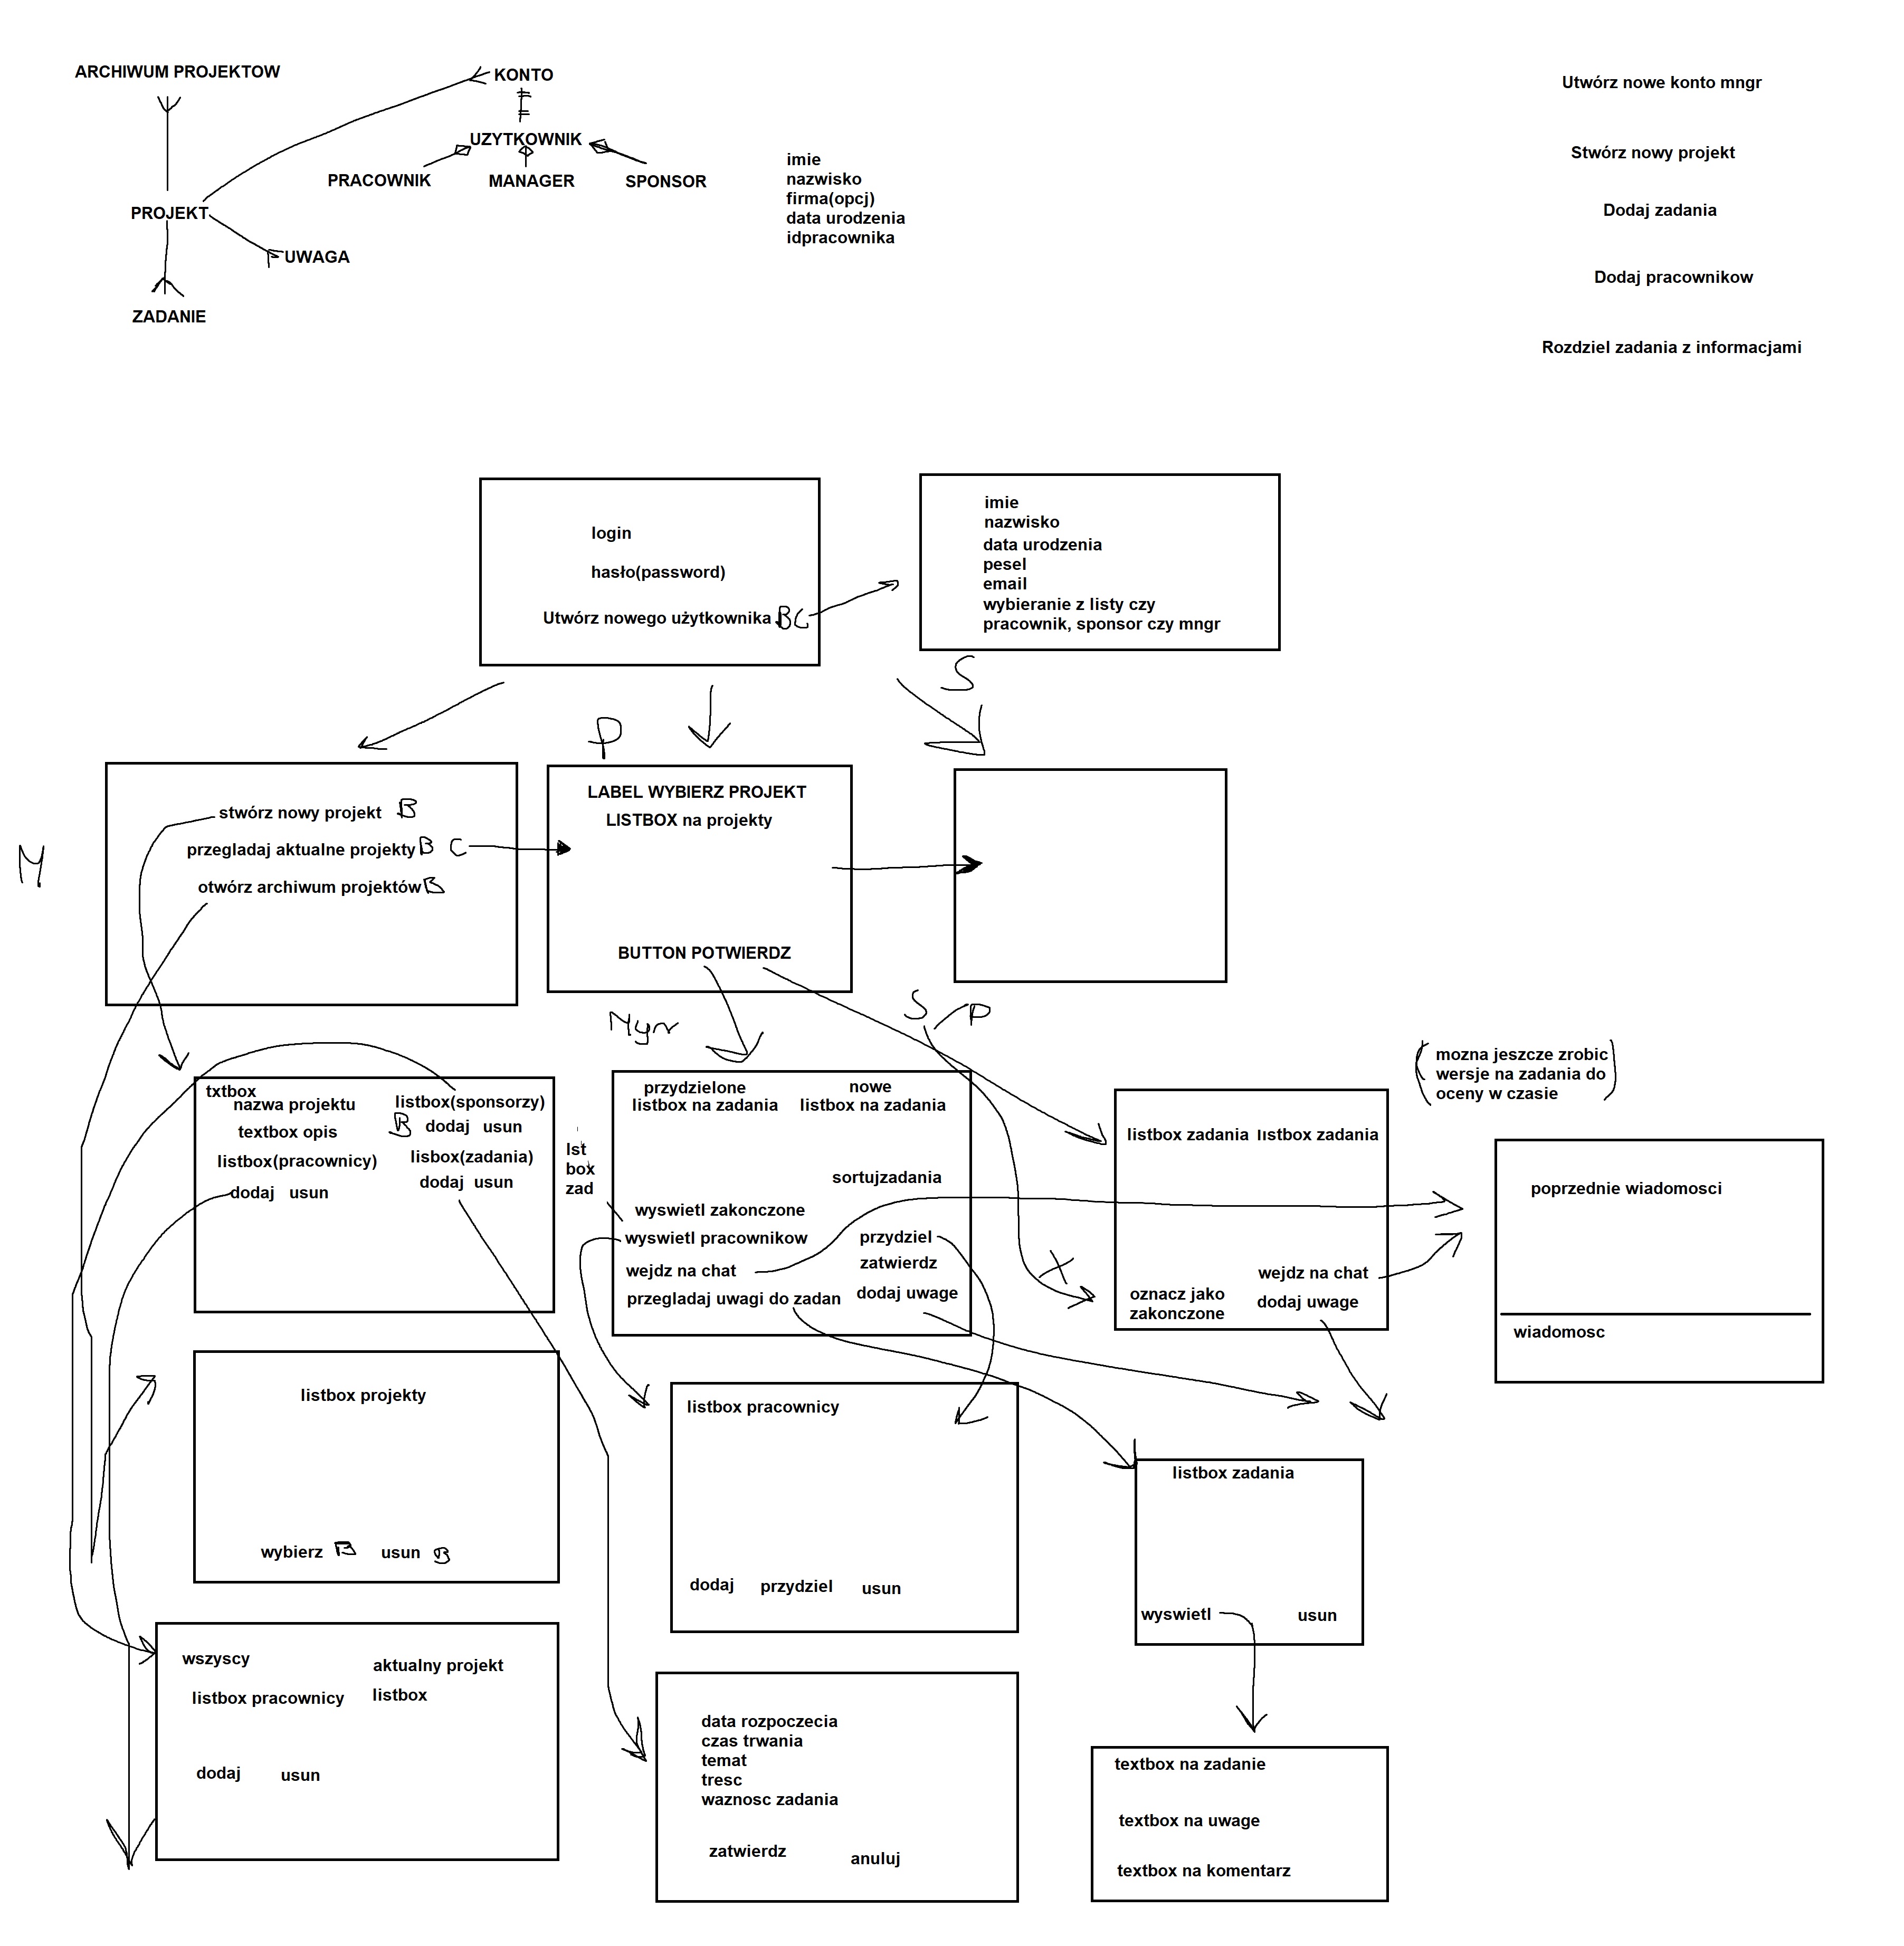 ARCHIWUM PROJEKTOW
KONTO
UZYTKOWNIK
PRACOWNIK
MANAGER
SPONSOR
PROJEKT
UWAGA
ZADANIE
imie
nazwisko
firma(opcj)
data urodzenia
idpracownika
Utwórz nowe konto mngr
Stwórz nowy projekt
Dodaj zadania
Dodaj pracownikow
Rozdziel zadania z informacjami
login
hasło(password)
Utwórz nowego użytkownika BC
imie
nazwisko
data urodzenia
pesel
email
wybieranie z listy czy
pracownik, sponsor czy mngr
S
P
M
stwórz nowy projekt B
przegladaj aktualne projekty B C
otwórz archiwum projektów B
LABEL WYBIERZ PROJEKT
LISTBOX na projekty
BUTTON POTWIERDZ
Mgr
S/P
txtbox
nazwa projektu
textbox opis
listbox(pracownicy)
dodaj usun
listbox(sponsorzy)
B dodaj usun
lisbox(zadania)
dodaj usun
lst
box
zad
przydzielone
listbox na zadania
nowe
listbox na zadania
sortujzadania
wyswietl zakonczone
wyswietl pracownikow
wejdz na chat
przegladaj uwagi do zadan
przydziel
zatwierdz
dodaj uwage
X
listbox zadania listbox zadania
oznacz jako
zakonczone
wejdz na chat
dodaj uwage
(mozna jeszcze zrobic
wersje na zadania do
oceny w czasie)
poprzednie wiadomosci
wiadomosc
listbox projekty
wybierz B usun B
listbox pracownicy
dodaj przydziel usun
listbox zadania
wyswietl usun
wszyscy
listbox pracownicy
aktualny projekt
listbox
dodaj usun
data rozpoczecia
czas trwania
temat
tresc
waznosc zadania
zatwierdz anuluj
textbox na zadanie
textbox na uwage
textbox na komentarz